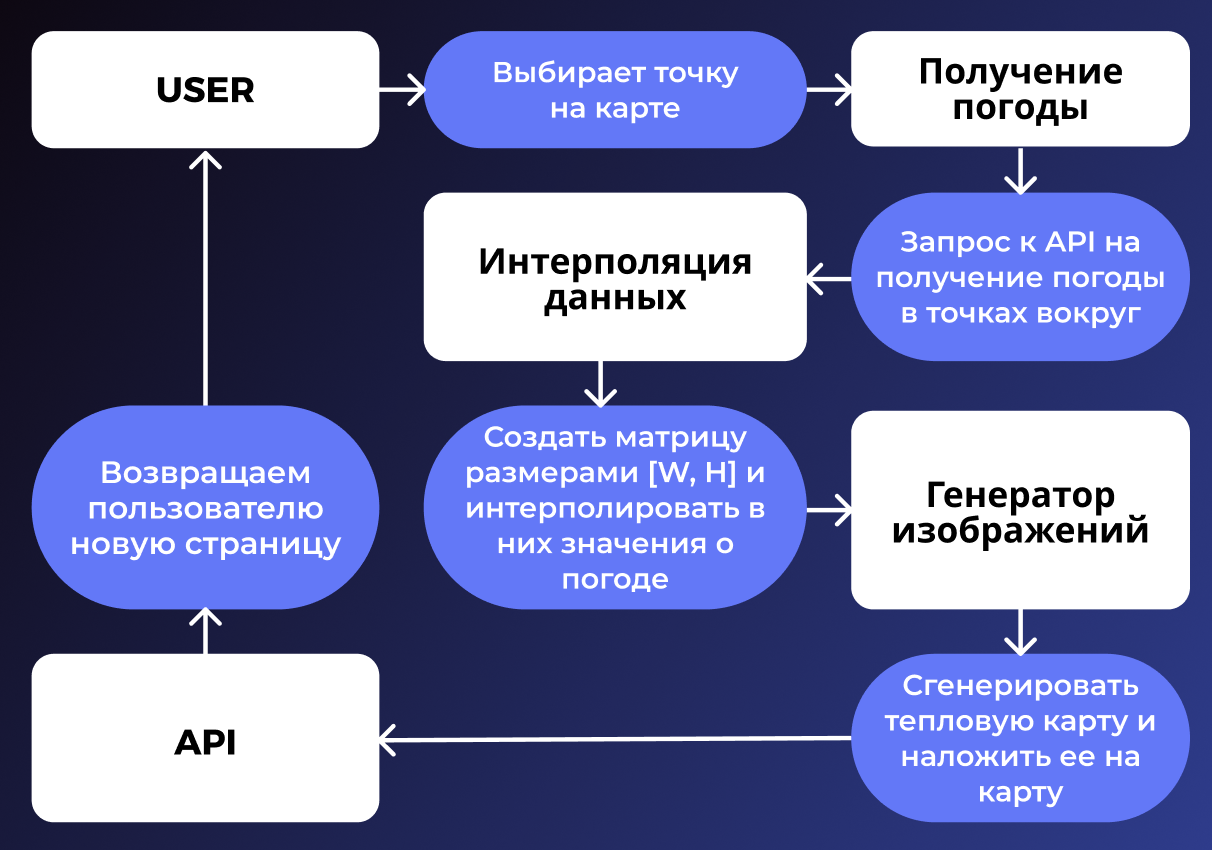 USER
Выбирает точку
на карте
Получение
погоды
Запрос к API на
получение погоды
в точках вокруг
Интерполяция
данных
Создать матрицу
размерами [W, H] и
интерполировать в
них значения о
погоде
Генератор
изображений
Сгенерировать
тепловую карту и
наложить ее на
карту
API
Возвращаем
пользователю
новую страницу